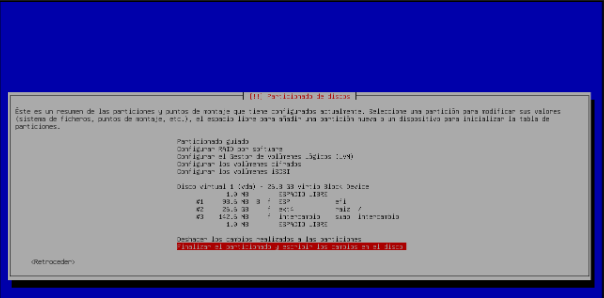 [!!] Particionado de discos
Éste es un resumen de las particiones y puntos de montaje que tiene configurados actualmente. Seleccione una partición para modificar sus valores
(sistema de ficheros, puntos de montaje, etc.), el espacio libre para añadir una partición nueva o un dispositivo para inicializar la tabla de
particiones.
Particionado guiado
Configurar RAID por software
Configurar el Gestor de Volúmenes Lógicos (LVM)
Configurar los volúmenes cifrados
Configurar los volúmenes iSCSI
Disco virtual 1 (vda) - 26.8 GB Virtio Block Device
1.0 MB ESPACIO LIBRE
#1 MB B f ESP efi
#2 26.6 GB f ext4 raiz /
#3 142.6 MB f intercambio swap intercambio
1.0 MB ESPACIO LIBRE
Deshacer los cambios realizados a las particiones
Finalizar el particionado y escribir los cambios en el disco
<Retroceder>